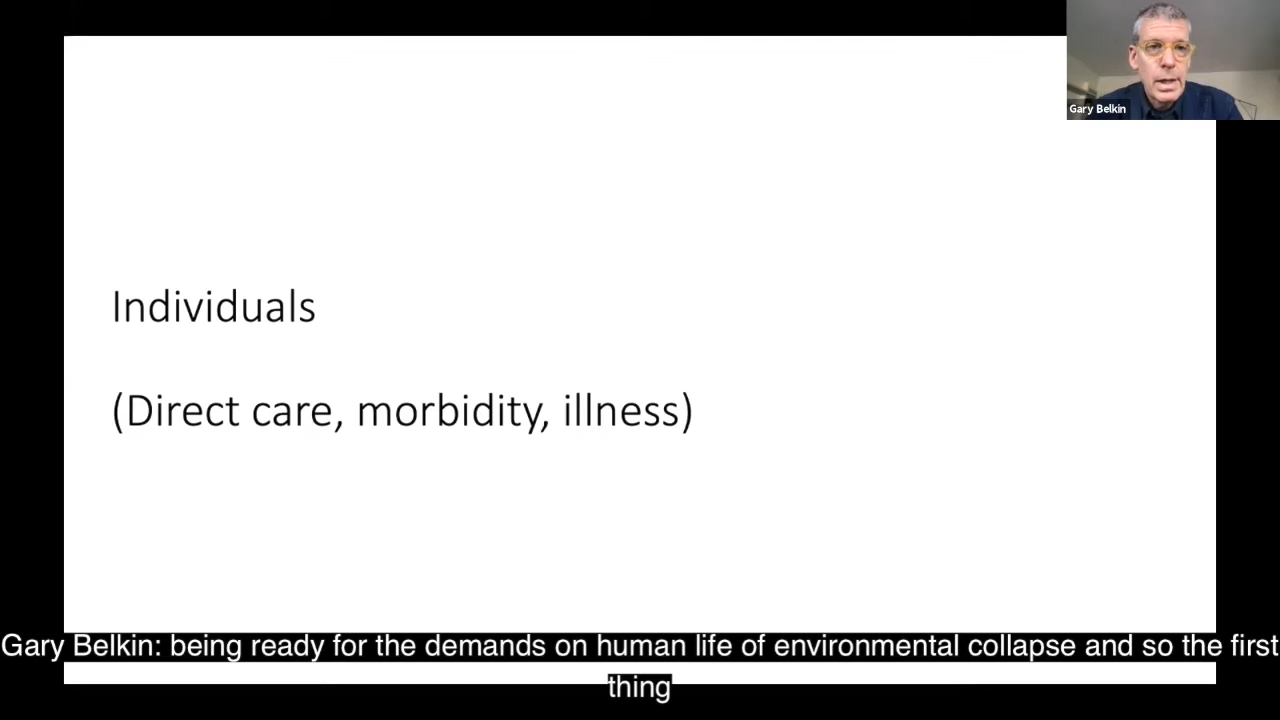 Gary Belkin
Individuals
(Direct care, morbidity, illness)
Gary Belkin: being ready for the demands on human life of environmental collapse and so the first
thing